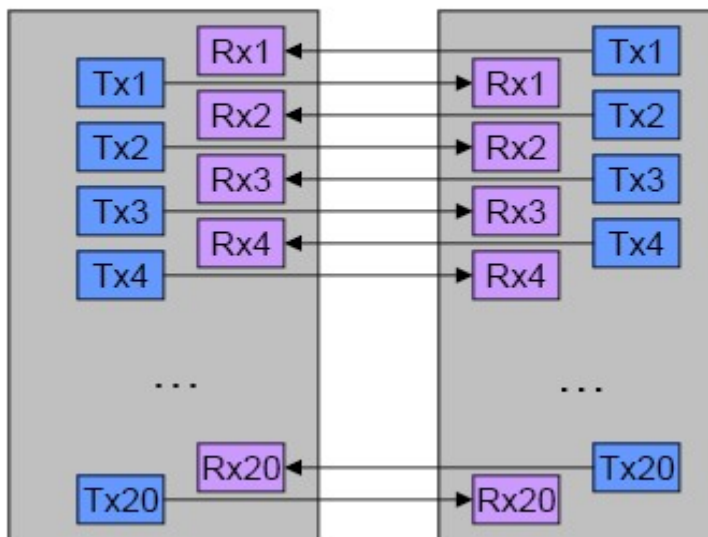 Rx1 Tx1
Tx1 Rx1
Rx2 Tx2
Tx2 Rx2
Rx3 Tx3
Tx3 Rx3
Rx4 Tx4
Tx4 Rx4
... ...
Rx20 Tx20
Tx20 Rx20